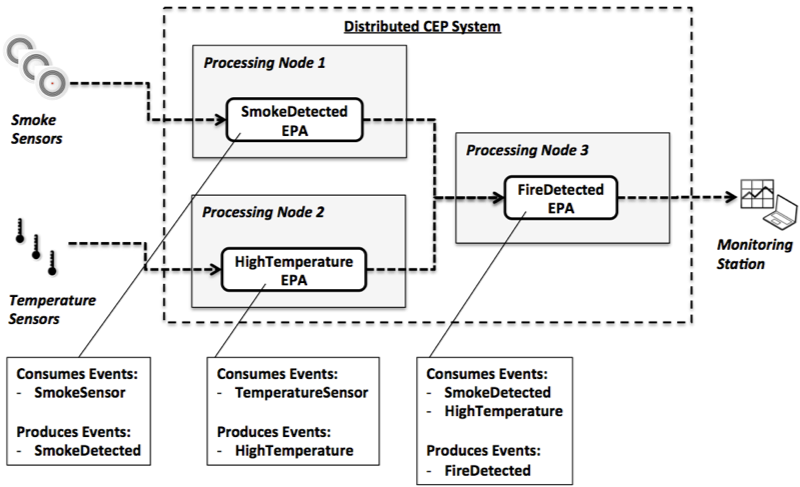 Distributed CEP System
Processing Node 1
Smoke
Sensors
SmokeDetected
EPA
Processing Node 3
FireDetected
EPA
Processing Node 2
HighTemperature
EPA
Monitoring
Station
Temperature
Sensors
Consumes Events:
- SmokeSensor
Produces Events:
- SmokeDetected
Consumes Events:
- TemperatureSensor
Produces Events:
- HighTemperature
Consumes Events:
- SmokeDetected
- HighTemperature
Produces Events:
- FireDetected